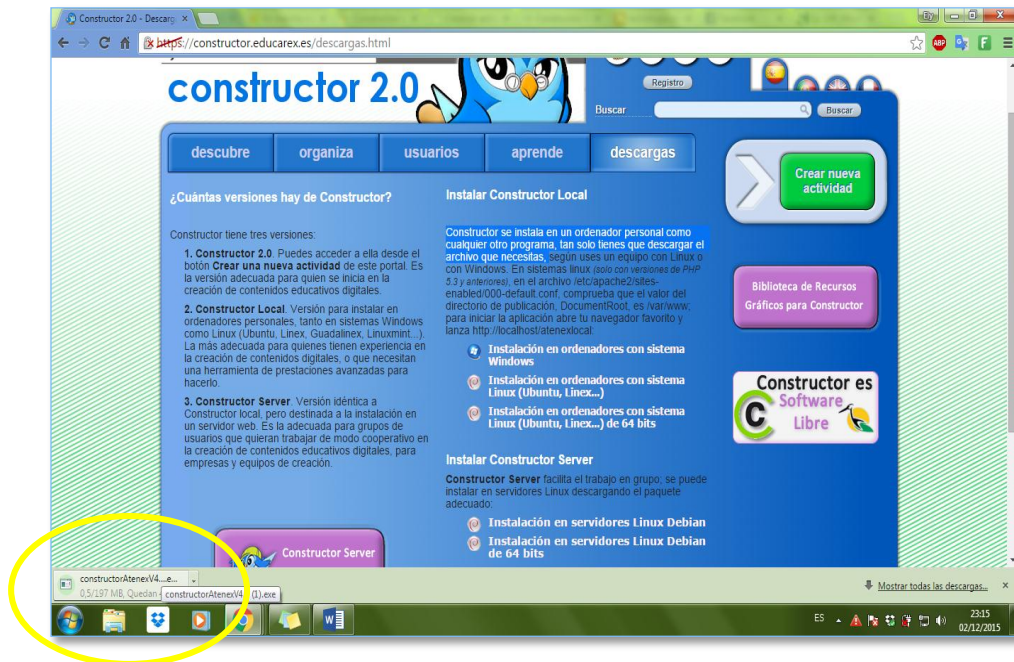 Constructor 2.0 - Descarg
https://constructor.educarex.es/descargas.html
ABP
constructor 2.0
Registro
Buscar
Buscar
descubre organiza usuarios aprende descargas
Crear nueva
actividad
¿Cuántas versiones hay de Constructor?
Constructor tiene tres versiones:
1. Constructor 2.0. Puedes acceder a ella desde el
botón Crear una nueva actividad de este portal. Es
la versión adecuada para quien se inicia en la
creación de contenidos educativos digitales.
2. Constructor Local. Versión para instalar en
ordenadores personales, tanto en sistemas Windows
como Linux (Ubuntu, Linex, Guadalinex, Linuxmint...).
La más adecuada para quienes tienen experiencia en
la creación de contenidos digitales, o que necesitan
una herramienta de prestaciones avanzadas para
hacerlo.
3. Constructor Server. Versión idéntica a
Constructor local, pero destinada a la instalación en
un servidor web. Es la adecuada para grupos de
usuarios que quieran trabajar de modo cooperativo en
la creación de contenidos educativos digitales, para
empresas y equipos de creación.
Constructor Server
Instalar Constructor Local
Constructor se instala en un ordenador personal como
cualquier otro programa, tan solo tienes que descargar el
archivo que necesitas, según uses un equipo con Linux o
con Windows. En sistemas linux (solo con versiones de PHP
5.3 y anteriores), en el archivo /etc/apache2/sites-
enabled/000-default.conf, comprueba que el valor del
directorio de publicación, DocumentRoot, es /var/www;
para iniciar la aplicación abre tu navegador favorito y
lanza http://localhost/atenexlocal:
Instalación en ordenadores con sistema
Windows
Instalación en ordenadores con sistema
Linux (Ubuntu, Linex...)
Instalación en ordenadores con sistema
Linux (Ubuntu, Linex...) de 64 bits
Instalar Constructor Server
Constructor Server facilita el trabajo en grupo; se puede
instalar en servidores Linux descargando el paquete
adecuado:
Instalación en servidores Linux Debian
Instalación en servidores Linux Debian
de 64 bits
Biblioteca de Recursos
Gráficos para Constructor
Constructor es
Software
Libre
constructorAtenexV4....e...
0,5/197 MB, Quedan
constructorAtenexV4 (1).exe
Mostrar todas las descargas...
ES
23:15
02/12/2015